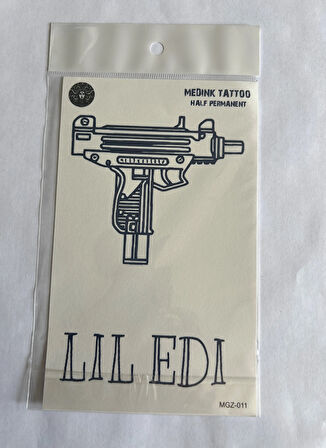 MEDINK TATTOO
HALF PERMANENT
LIL EDI
MGZ-011